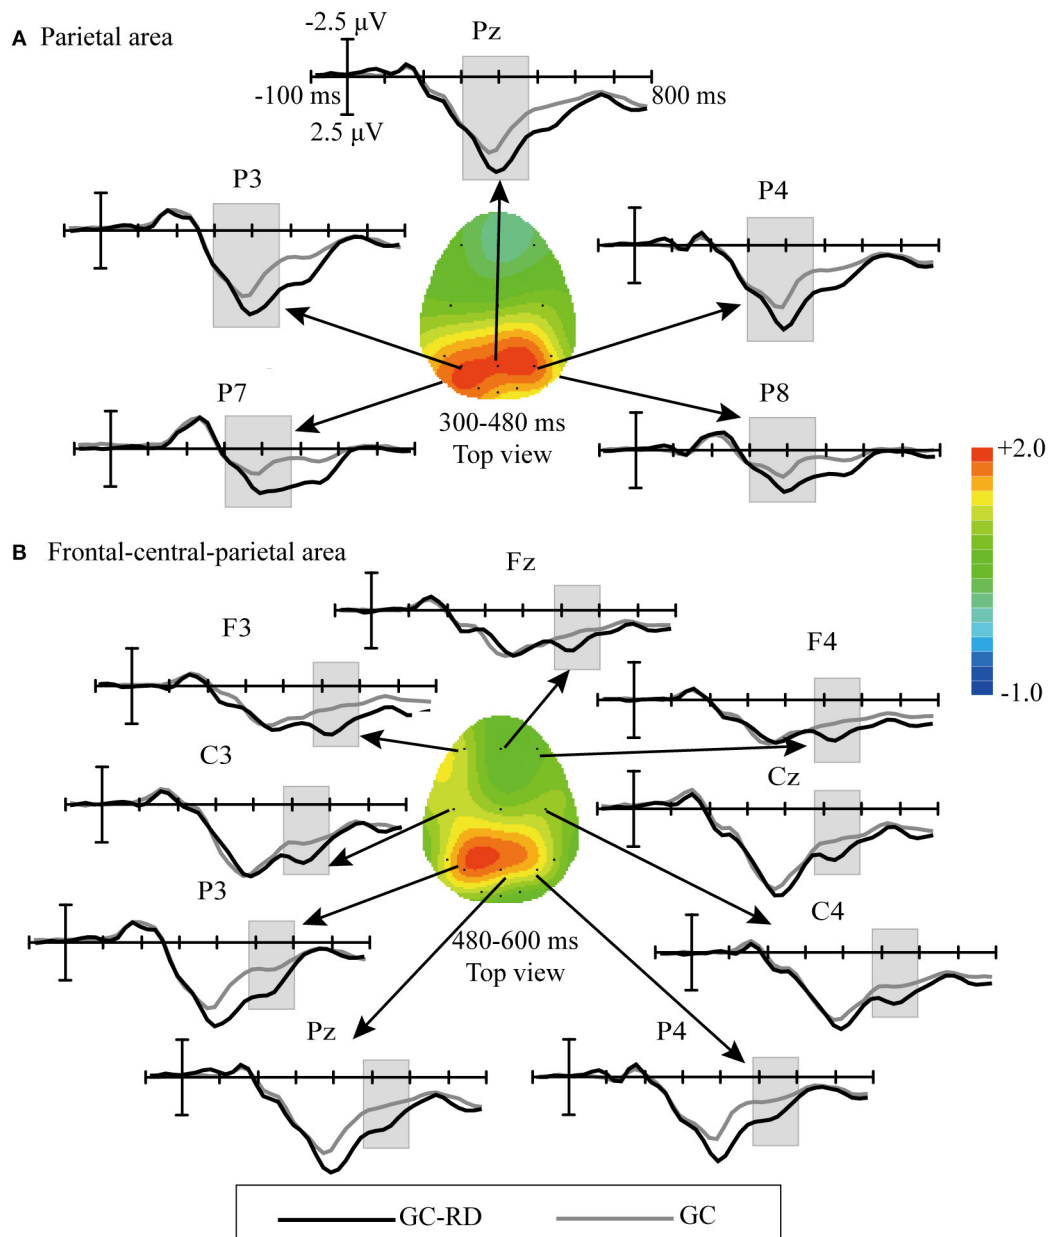 A Parietal area
-2.5 µV
Pz
-100 ms
800 ms
2.5 µV
P3
P4
P7
P8
300-480 ms
Top view
+2.0
-1.0
B Frontal-central-parietal area
Fz
F3
F4
C3
Cz
P3
C4
480-600 ms
Top view
Pz
P4
GC-RD
GC